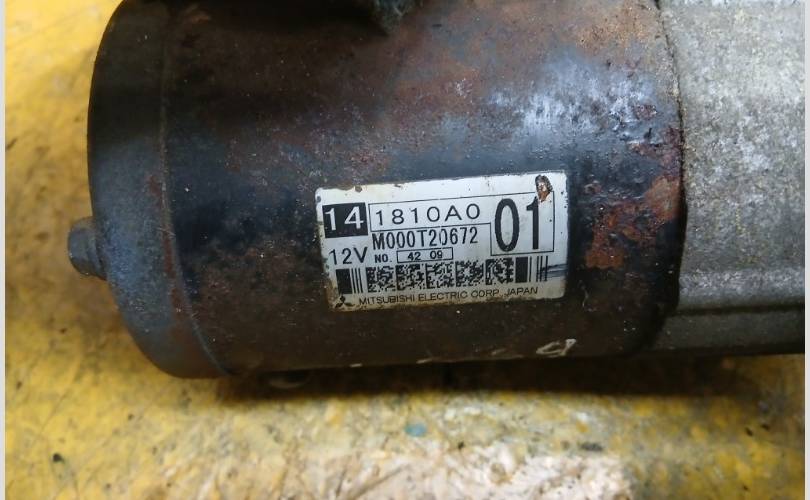 14 1810A0 01
M000T20672
12V NO. 42 09
MITSUBISHI ELECTRIC CORP. JAPAN